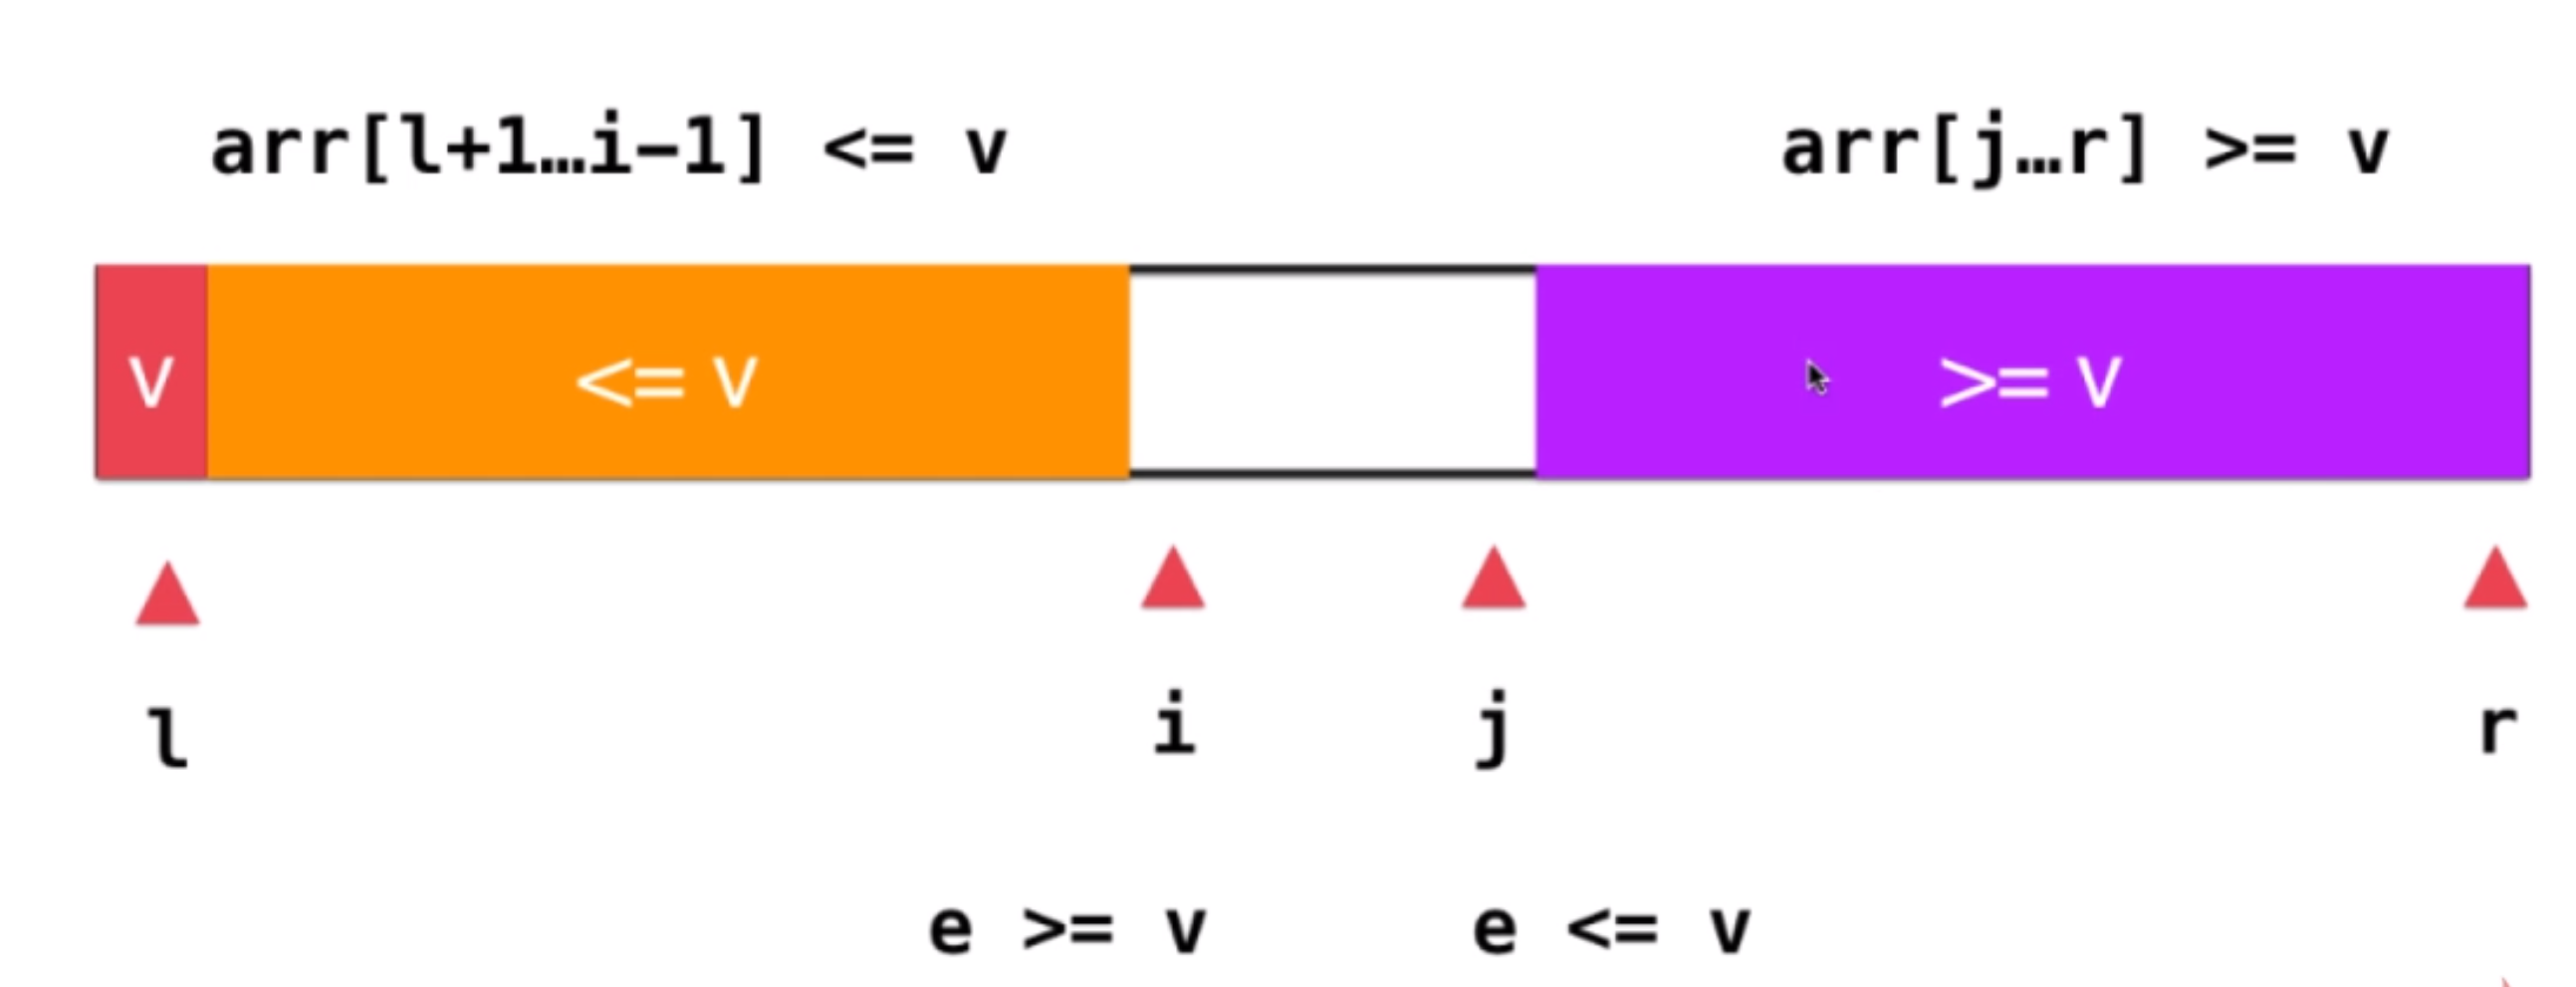 arr[l+1…i−1] <= v arr[j…r] >= v
v <= v >= v
l i j r
e >= v e <= v